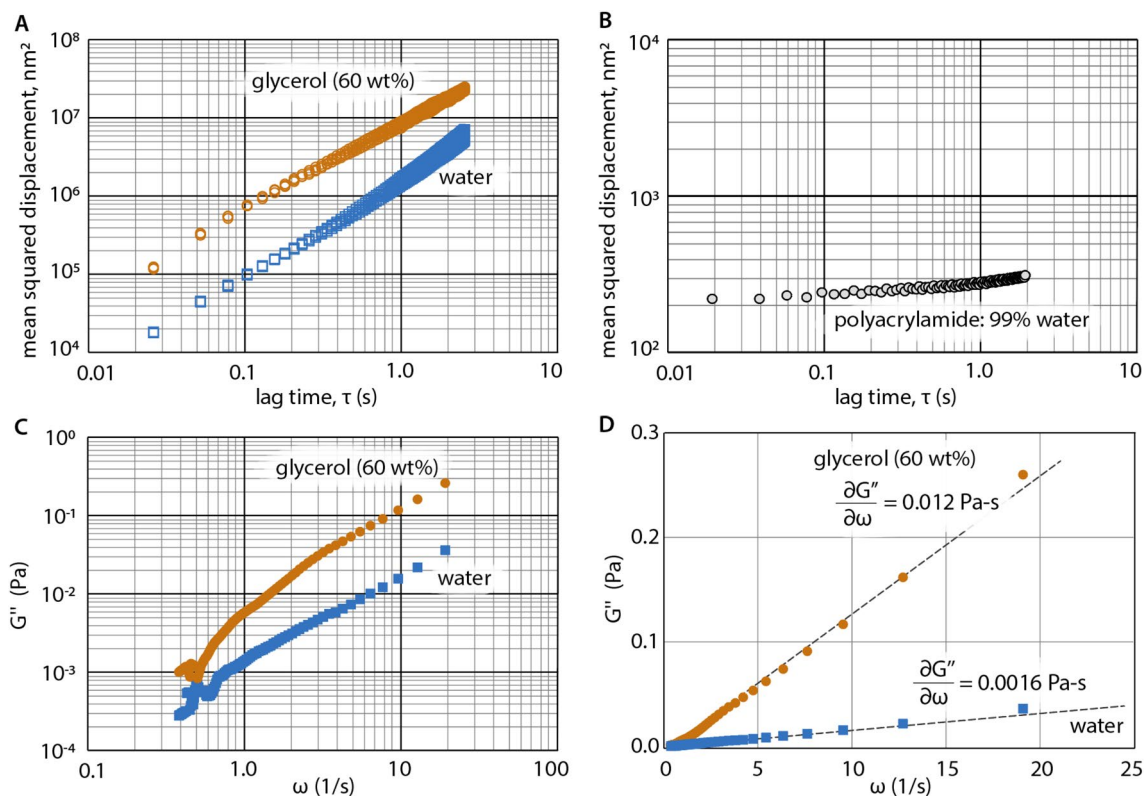 A
mean squared displacement, nm²
10⁸
10⁷
10⁶
10⁵
10⁴
glycerol (60 wt%)
water
0.01
0.1
1.0
10
lag time, τ (s)
B
mean squared displacement, nm²
10⁴
10³
10²
polyacrylamide: 99% water
0.01
0.1
1.0
10
lag time, τ (s)
C
G'' (Pa)
10⁰
10⁻¹
10⁻²
10⁻³
10⁻⁴
glycerol (60 wt%)
water
0.1
1.0
10
100
ω (1/s)
D
G'' (Pa)
0.3
0.2
0.1
0.0
glycerol (60 wt%)
∂G''/∂ω = 0.012 Pa-s
∂G''/∂ω = 0.0016 Pa-s
water
0
5
10
15
20
25
ω (1/s)